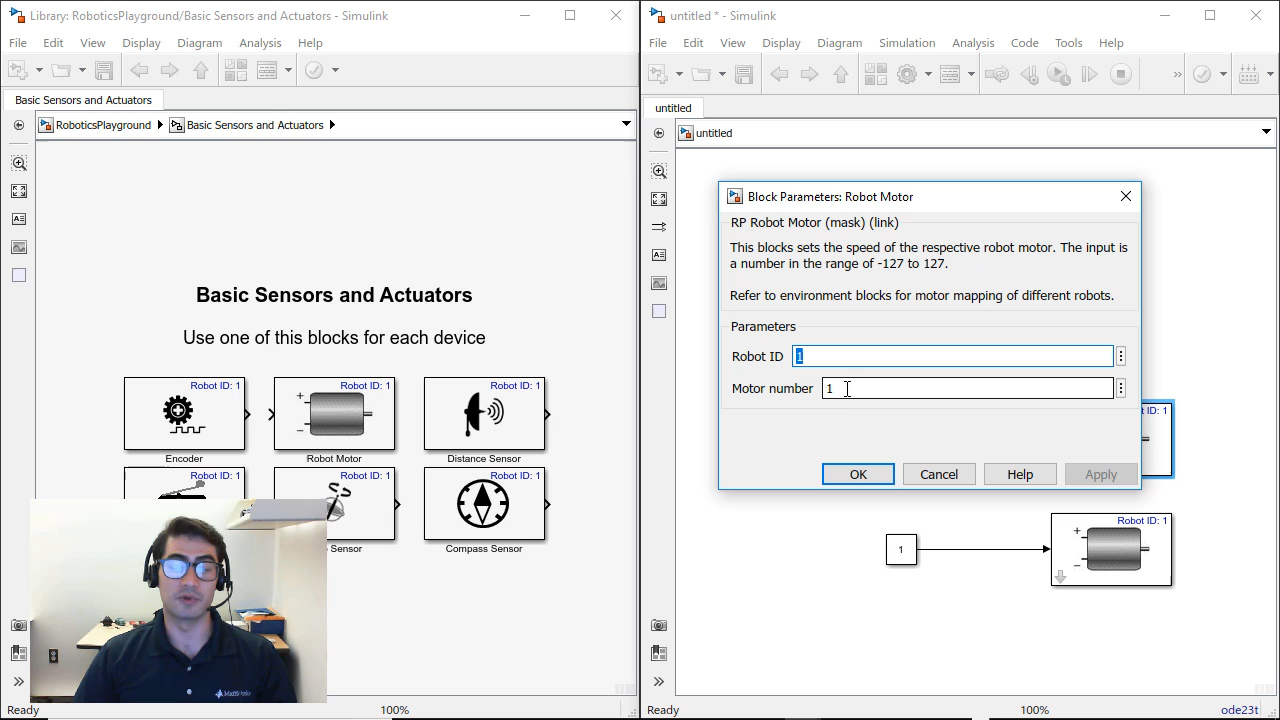 Library: RoboticsPlayground/Basic Sensors and Actuators - Simulink
File Edit View Display Diagram Analysis Help
Basic Sensors and Actuators
RoboticsPlayground Basic Sensors and Actuators
Basic Sensors and Actuators
Use one of this blocks for each device
Robot ID: 1 Robot ID: 1 Robot ID: 1
Encoder Robot Motor Distance Sensor
Robot ID: 1 Robot ID: 1 Robot ID: 1
Sensor Compass Sensor
MathWorks
Ready 100%
untitled * - Simulink
File Edit View Display Diagram Simulation Analysis Code Tools Help
untitled
untitled
Block Parameters: Robot Motor
RP Robot Motor (mask) (link)
This blocks sets the speed of the respective robot motor. The input is
a number in the range of -127 to 127.
Refer to environment blocks for motor mapping of different robots.
Parameters
Robot ID 1
Motor number 1
OK Cancel Help Apply
ID: 1
Robot ID: 1
1
Ready 100% ode23t